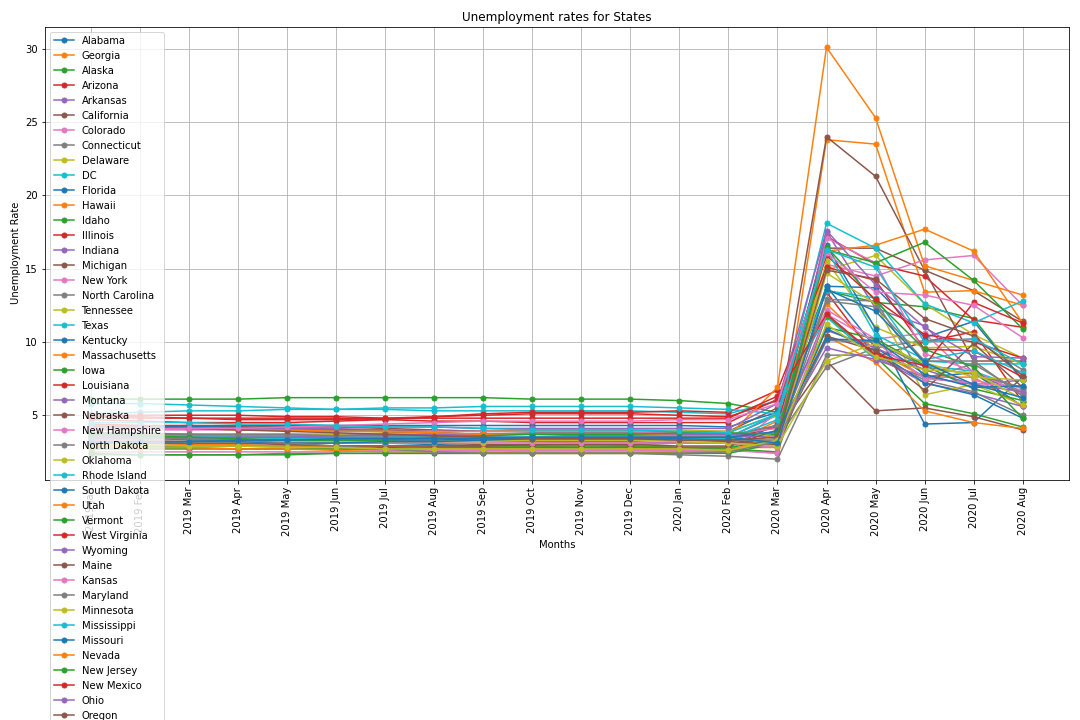 Unemployment rates for States
Unemployment Rate
30
25
20
15
10
5
Alabama
Georgia
Alaska
Arizona
Arkansas
California
Colorado
Connecticut
Delaware
DC
Florida
Hawaii
Idaho
Illinois
Indiana
Michigan
New York
North Carolina
Tennessee
Texas
Kentucky
Massachusetts
Iowa
Louisiana
Montana
Nebraska
New Hampshire
North Dakota
Oklahoma
Rhode Island
South Dakota
Utah
Vermont
West Virginia
Wyoming
Maine
Kansas
Maryland
Minnesota
Mississippi
Missouri
Nevada
New Jersey
New Mexico
Ohio
Oregon
2019 Mar
2019 Apr
2019 May
2019 Jun
2019 Jul
2019 Aug
2019 Sep
2019 Oct
2019 Nov
2019 Dec
2020 Jan
2020 Feb
2020 Mar
2020 Apr
2020 May
2020 Jun
2020 Jul
2020 Aug
Months